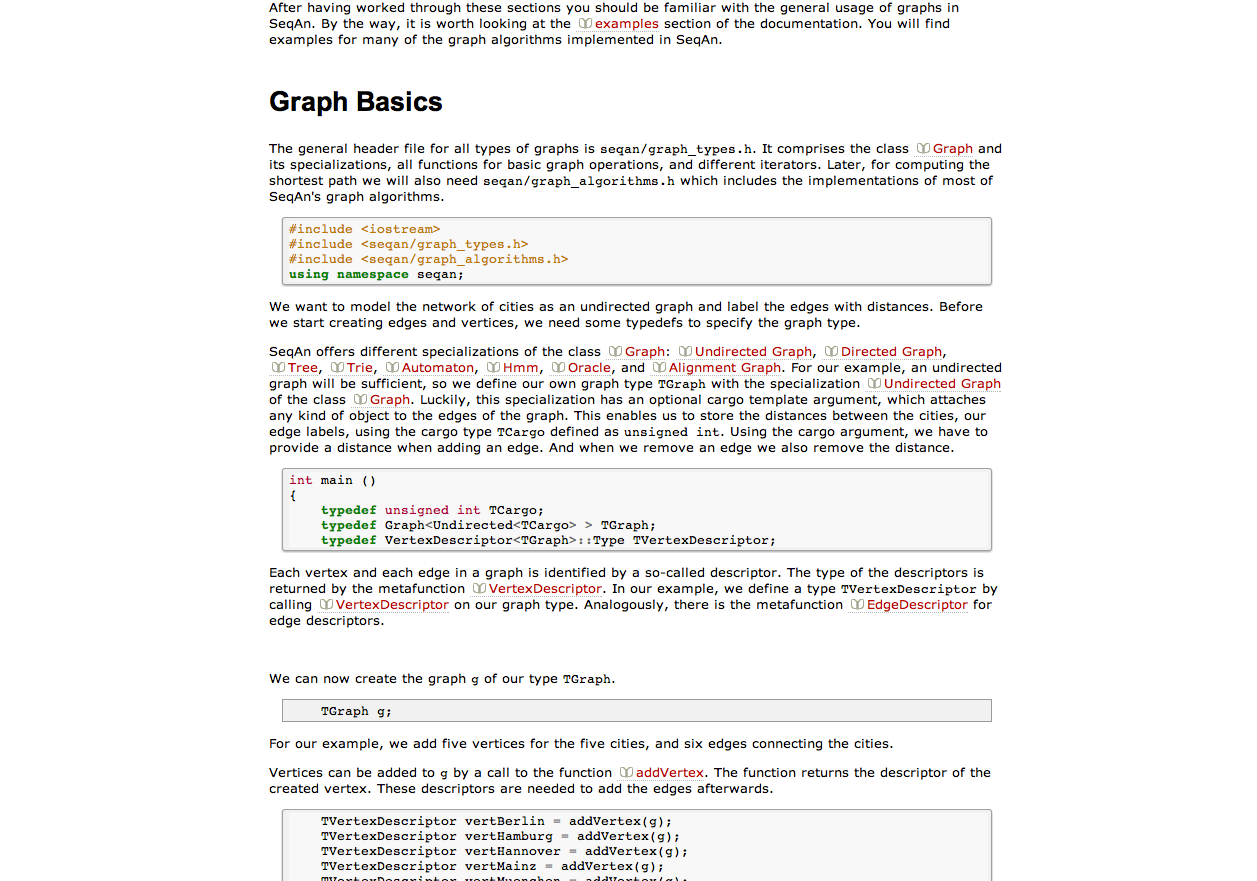 After having worked through these sections you should be familiar with the general usage of graphs in
SeqAn. By the way, it is worth looking at the examples section of the documentation. You will find
examples for many of the graph algorithms implemented in SeqAn.
Graph Basics
The general header file for all types of graphs is seqan/graph_types.h. It comprises the class Graph and
its specializations, all functions for basic graph operations, and different iterators. Later, for computing the
shortest path we will also need seqan/graph_algorithms.h which includes the implementations of most of
SeqAn's graph algorithms.
#include <iostream>
#include <seqan/graph_types.h>
#include <seqan/graph_algorithms.h>
using namespace seqan;
We want to model the network of cities as an undirected graph and label the edges with distances. Before
we start creating edges and vertices, we need some typedefs to specify the graph type.
SeqAn offers different specializations of the class Graph: Undirected Graph, Directed Graph,
Tree, Trie, Automaton, Hmm, Oracle, and Alignment Graph. For our example, an undirected
graph will be sufficient, so we define our own graph type TGraph with the specialization Undirected Graph
of the class Graph. Luckily, this specialization has an optional cargo template argument, which attaches
any kind of object to the edges of the graph. This enables us to store the distances between the cities, our
edge labels, using the cargo type TCargo defined as unsigned int. Using the cargo argument, we have to
provide a distance when adding an edge. And when we remove an edge we also remove the distance.
int main ()
{
typedef unsigned int TCargo;
typedef Graph<Undirected<TCargo> > TGraph;
typedef VertexDescriptor<TGraph>::Type TVertexDescriptor;
Each vertex and each edge in a graph is identified by a so-called descriptor. The type of the descriptors is
returned by the metafunction VertexDescriptor. In our example, we define a type TVertexDescriptor by
calling VertexDescriptor on our graph type. Analogously, there is the metafunction EdgeDescriptor for
edge descriptors.
We can now create the graph g of our type TGraph.
TGraph g;
For our example, we add five vertices for the five cities, and six edges connecting the cities.
Vertices can be added to g by a call to the function addVertex. The function returns the descriptor of the
created vertex. These descriptors are needed to add the edges afterwards.
TVertexDescriptor vertBerlin = addVertex(g);
TVertexDescriptor vertHamburg = addVertex(g);
TVertexDescriptor vertHannover = addVertex(g);
TVertexDescriptor vertMainz = addVertex(g);
TVertexDescriptor vertMuenchen = addVertex(g);